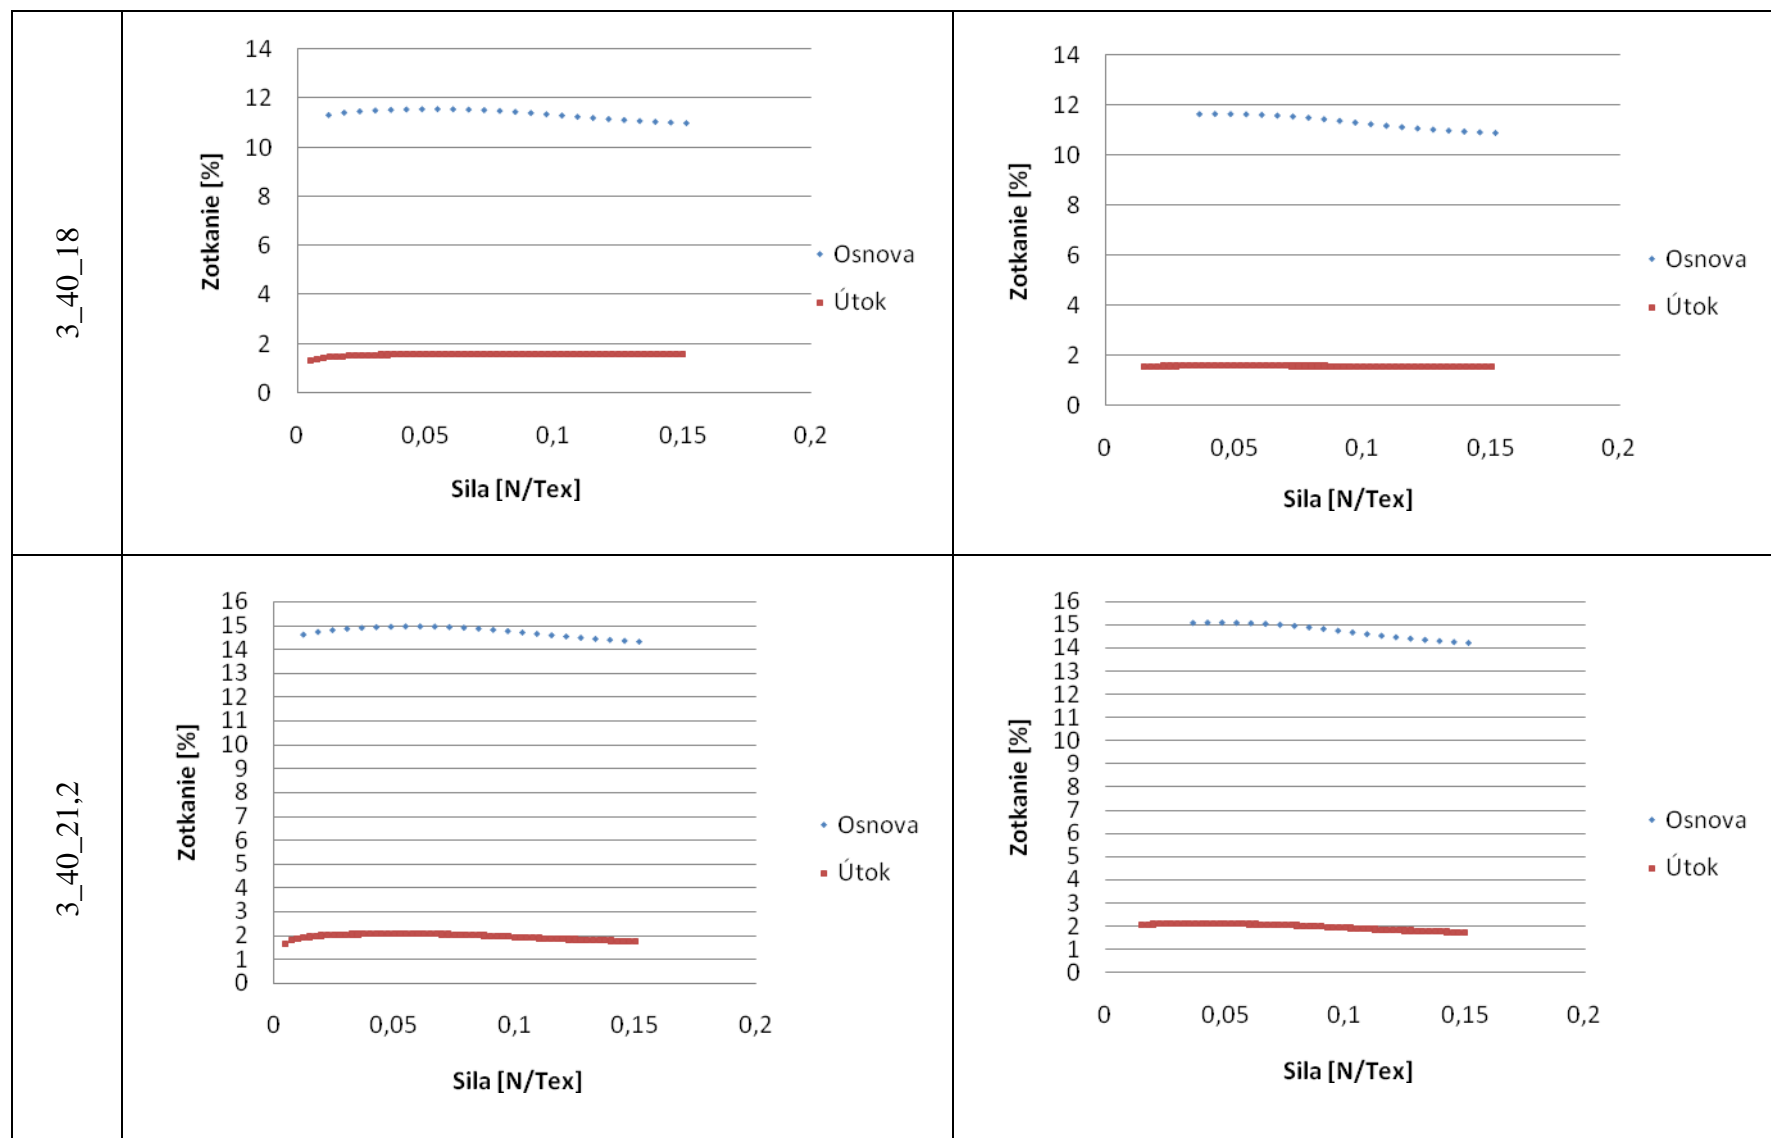 3_40_18
14
12
10
8
6
4
2
0
Zotkanie [%]
0 0,05 0,1 0,15 0,2
Sila [N/Tex]
Osnova
Útok
14
12
10
8
6
4
2
0
Zotkanie [%]
0 0,05 0,1 0,15 0,2
Sila [N/Tex]
Osnova
Útok
3_40_21,2
16
15
14
13
12
11
10
9
8
7
6
5
4
3
2
1
0
Zotkanie [%]
0 0,05 0,1 0,15 0,2
Sila [N/Tex]
Osnova
Útok
16
15
14
13
12
11
10
9
8
7
6
5
4
3
2
1
0
Zotkanie [%]
0 0,05 0,1 0,15 0,2
Sila [N/Tex]
Osnova
Útok